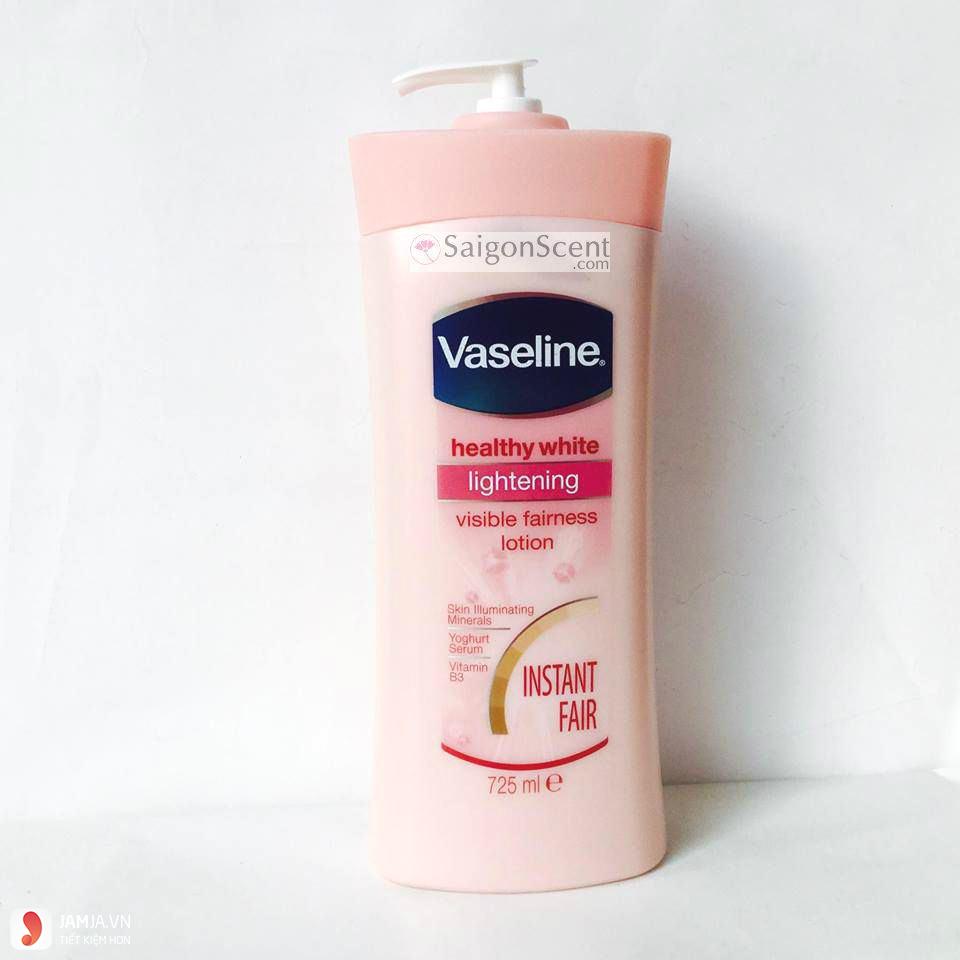 SaigonScent
.com
Vaseline®
healthy white
lightening
visible fairness
lotion
Skin Illuminating
Minerals
Yoghurt
Serum
Vitamin
B3
INSTANT
FAIR
725 ml ℮
JAMJA.VN
TIẾT KIỆM HƠN